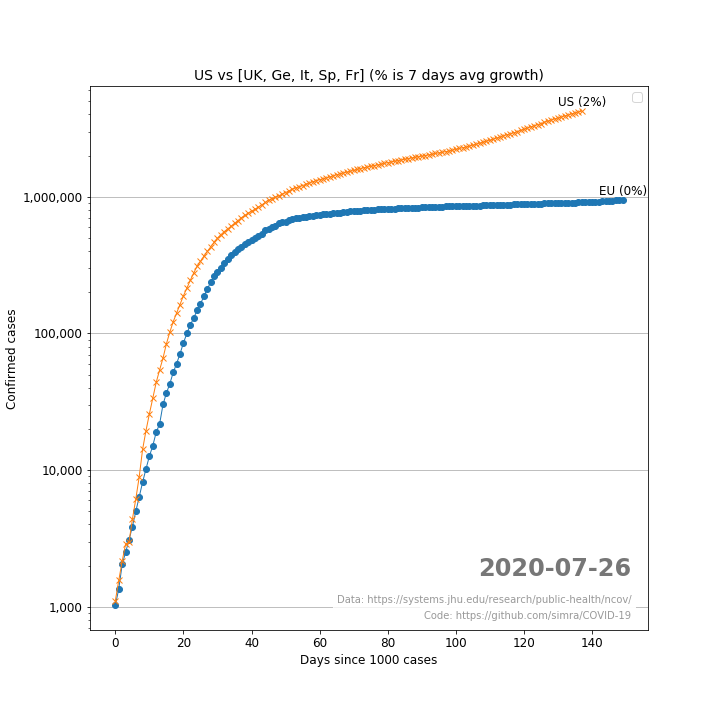 US vs [UK, Ge, It, Sp, Fr] (% is 7 days avg growth)
US (2%)
EU (0%)
1,000,000
100,000
10,000
1,000
Confirmed cases
2020-07-26
Data: https://systems.jhu.edu/research/public-health/ncov/
Code: https://github.com/simra/COVID-19
0 20 40 60 80 100 120 140
Days since 1000 cases